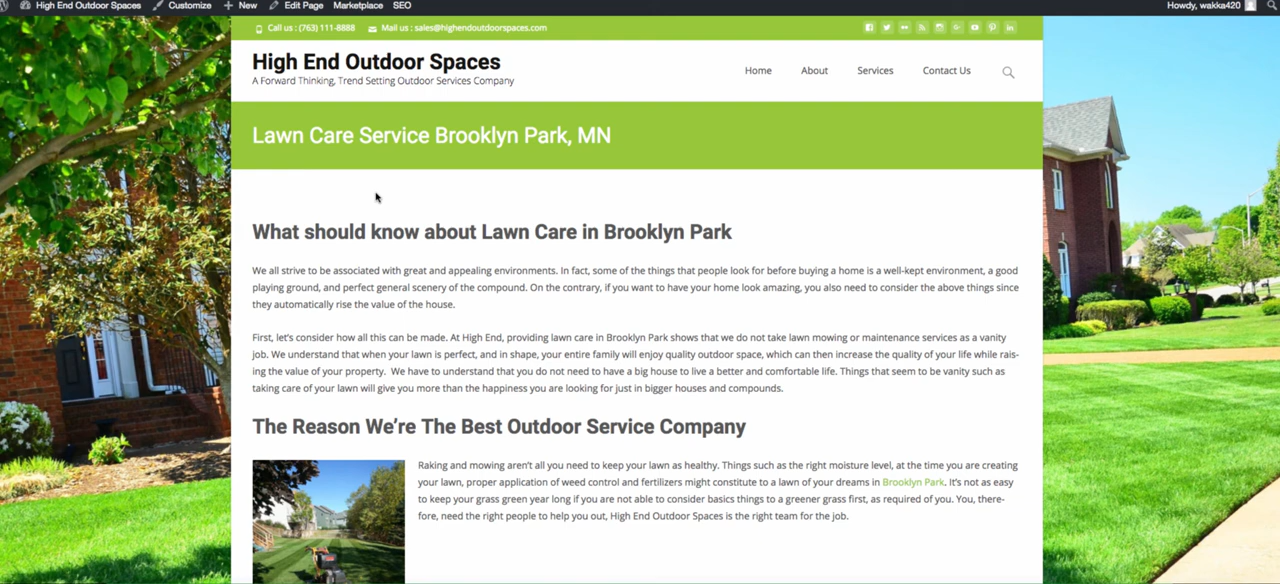 High End Outdoor Spaces Customize New Edit Page Marketplace SEO Howdy, wakka420
Call us : (763) 111-8888 Mail us : sales@highendoutdoorspaces.com
High End Outdoor Spaces
A Forward Thinking, Trend Setting Outdoor Services Company
Home About Services Contact Us
Lawn Care Service Brooklyn Park, MN
What should know about Lawn Care in Brooklyn Park
We all strive to be associated with great and appealing environments. In fact, some of the things that people look for before buying a home is a well-kept environment, a good
playing ground, and perfect general scenery of the compound. On the contrary, if you want to have your home look amazing, you also need to consider the above things since
they automatically rise the value of the house.
First, let's consider how all this can be made. At High End, providing lawn care in Brooklyn Park shows that we do not take lawn mowing or maintenance services as a vanity
job. We understand that when your lawn is perfect, and in shape, your entire family will enjoy quality outdoor space, which can then increase the quality of your life while rais-
ing the value of your property. We have to understand that you do not need to have a big house to live a better and comfortable life. Things that seem to be vanity such as
taking care of your lawn will give you more than the happiness you are looking for just in bigger houses and compounds.
The Reason We're The Best Outdoor Service Company
Raking and mowing aren't all you need to keep your lawn as healthy. Things such as the right moisture level, at the time you are creating
your lawn, proper application of weed control and fertilizers might constitute to a lawn of your dreams in Brooklyn Park. It's not as easy
to keep your grass green year long if you are not able to consider basics things to a greener grass first, as required of you. You, there-
fore, need the right people to help you out, High End Outdoor Spaces is the right team for the job.